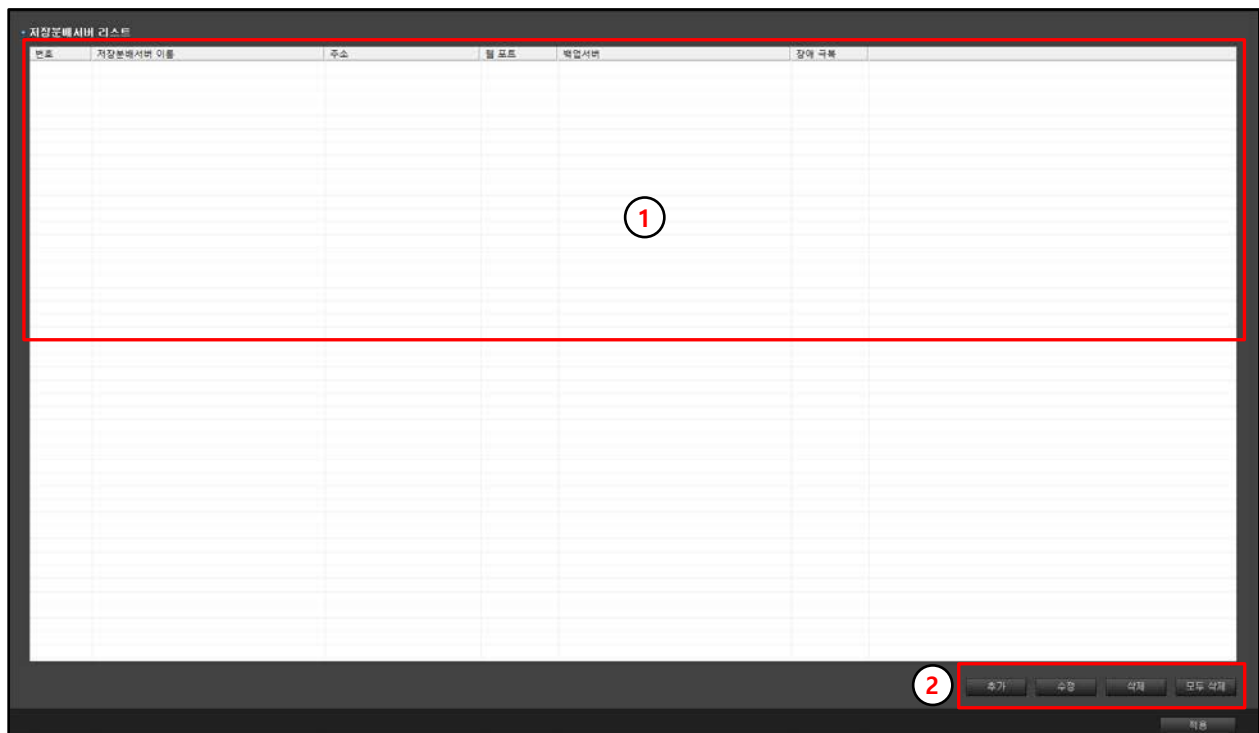 저장분배서버 리스트
번호 저장분배서버 이름 주소 웹 포트 백업서버 장애 극복
1
2 추가 수정 삭제 모두 삭제
적용